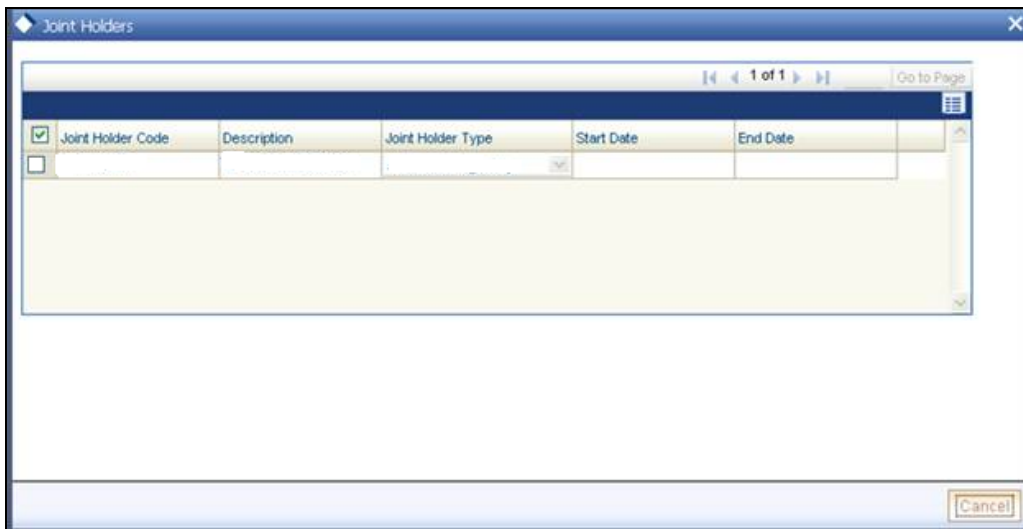 Joint Holders
1 of 1 Go to Page
Joint Holder Code Description Joint Holder Type Start Date End Date
Cancel